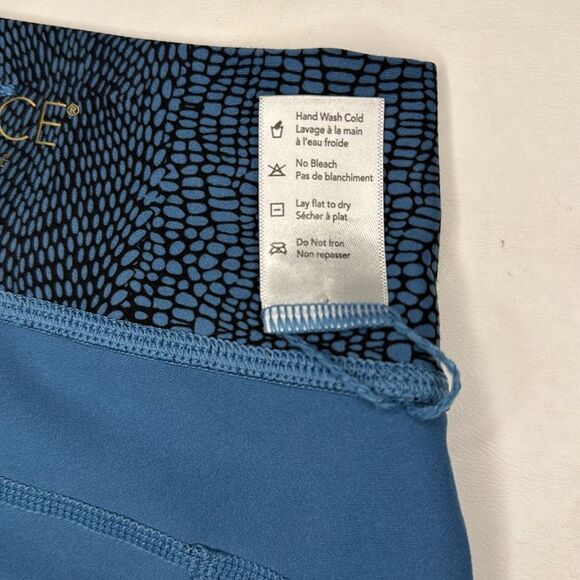 CE®
Hand Wash Cold
Lavage à la main
à l'eau froide
No Bleach
Pas de blanchiment
Lay flat to dry
Sécher à plat
Do Not Iron
Non repasser